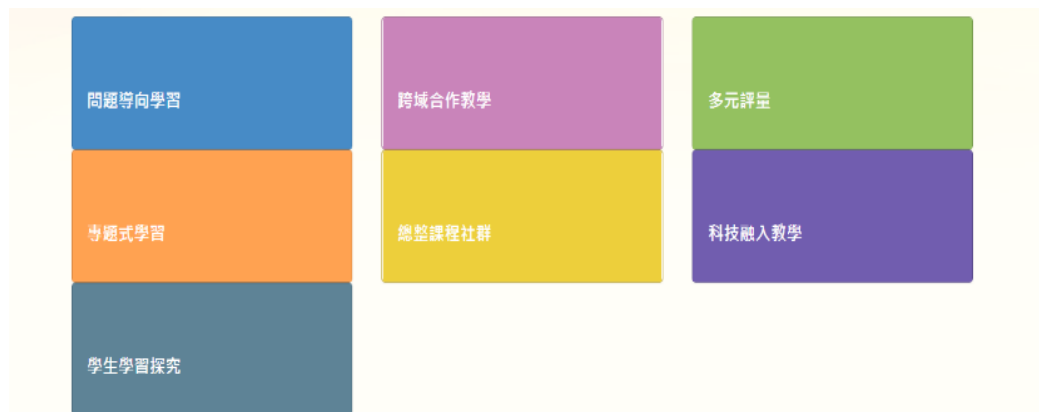 問題導向學習
跨域合作教學
多元評量
專題式學習
總整課程社群
科技融入教學
學生學習探究